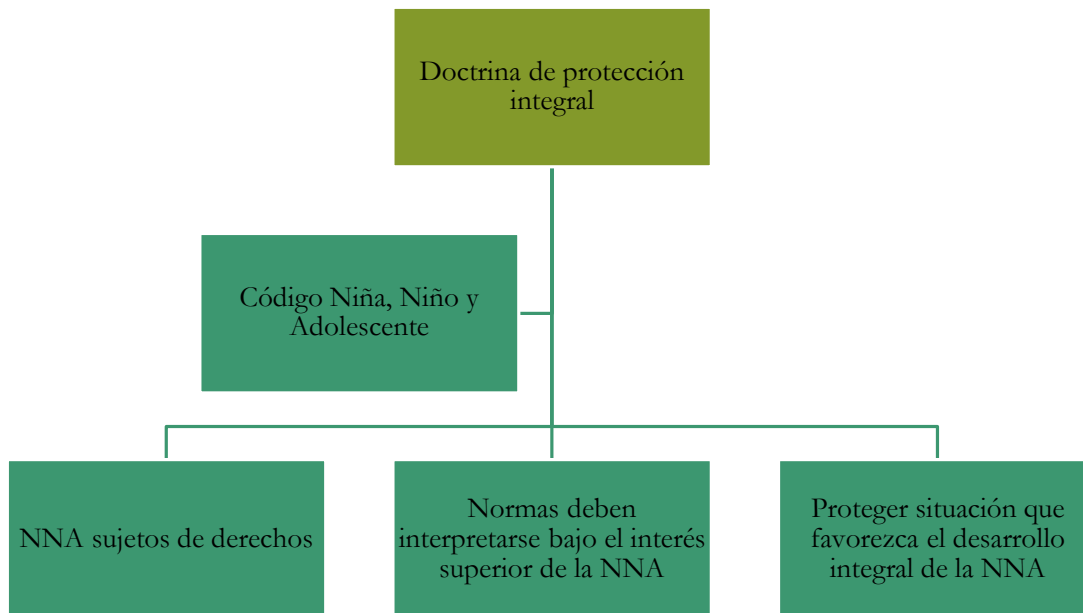 Doctrina de protección
integral
Código Niña, Niño y
Adolescente
NNA sujetos de derechos
Normas deben
interpretarse bajo el interés
superior de la NNA
Proteger situación que
favorezca el desarrollo
integral de la NNA